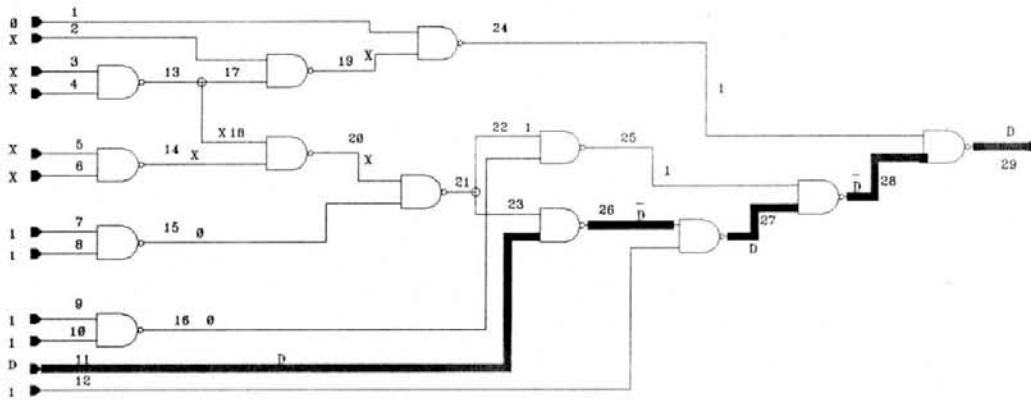 0 1 24
X 2
X 3 13 17 19 X
X 4
1
D
X 18 20 22 1 25
X 5 14 X X
X 6
21 1 D̅ 28 29
23 26 D̅ 27
D
1 7 15 0
1 8
1 9
1 10 16 0
D 11 D
1 12